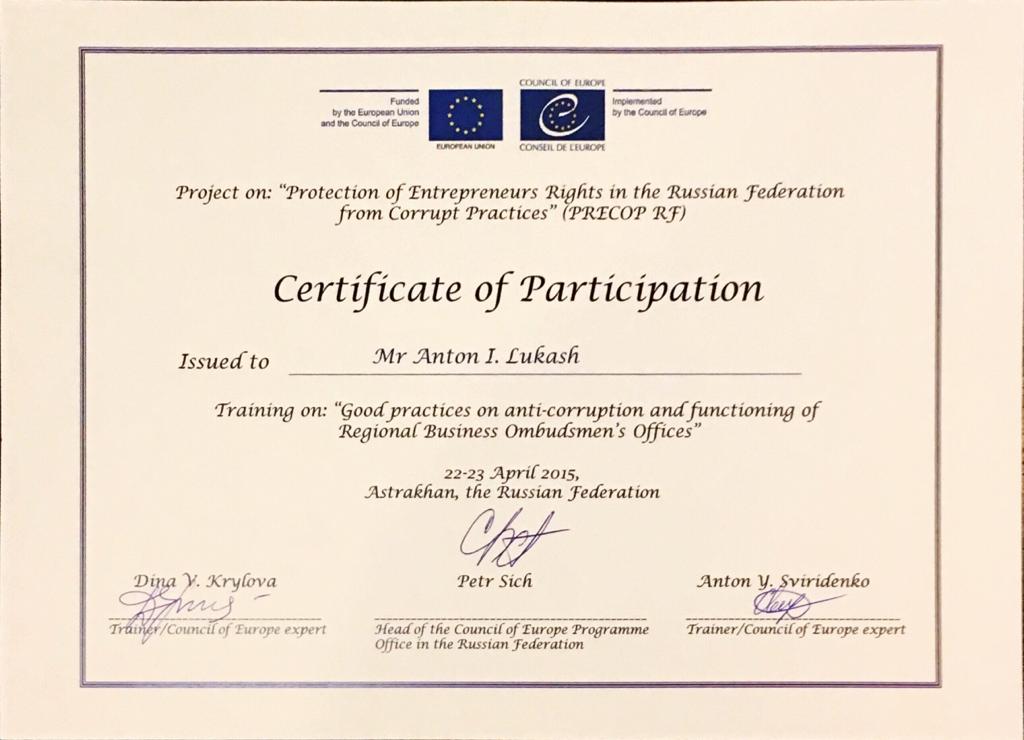 COUNCIL OF EUROPE
Funded
by the European Union
and the Council of Europe
EUROPEAN UNION
CONSEIL DE L'EUROPE
Implemented
by the Council of Europe
Project on: "Protection of Entrepreneurs Rights in the Russian Federation
from Corrupt Practices" (PRECOP RF)
Certificate of Participation
Issued to Mr Anton I. Lukash
Training on: "Good practices on anti-corruption and functioning of
Regional Business Ombudsmen's Offices"
22-23 April 2015,
Astrakhan, the Russian Federation
Dina V. Krylova
Trainer/Council of Europe expert
Petr Sich
Head of the Council of Europe Programme
Office in the Russian Federation
Anton Y. Sviridenko
Trainer/Council of Europe expert